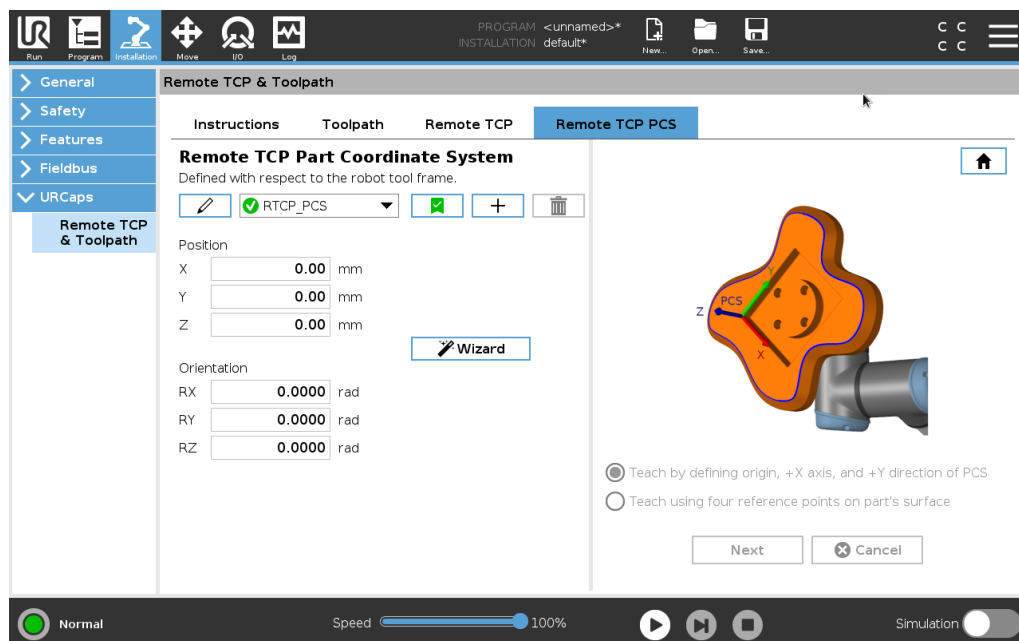 UR
Run
Program
Installation
Move
I/O
Log
PROGRAM <unnamed>*
INSTALLATION default*
New...
Open...
Save...
C C
C C
General
Safety
Features
Fieldbus
URCaps
Remote TCP
& Toolpath
Remote TCP & Toolpath
Instructions
Toolpath
Remote TCP
Remote TCP PCS
Remote TCP Part Coordinate System
Defined with respect to the robot tool frame.
RTCP_PCS
Position
X 0.00 mm
Y 0.00 mm
Z 0.00 mm
Wizard
Orientation
RX 0.0000 rad
RY 0.0000 rad
RZ 0.0000 rad
Y
PCS
Z
X
Teach by defining origin, +X axis, and +Y direction of PCS
Teach using four reference points on part's surface
Next
Cancel
Normal
Speed
100%
Simulation